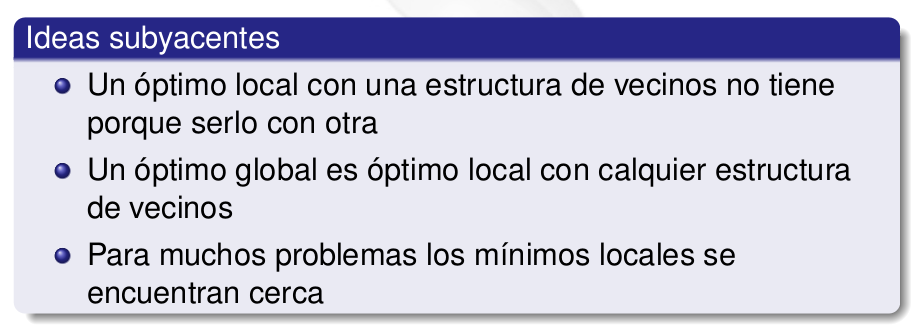 Ideas subyacentes
Un óptimo local con una estructura de vecinos no tiene
porque serlo con otra
Un óptimo global es óptimo local con calquier estructura
de vecinos
Para muchos problemas los mínimos locales se
encuentran cerca